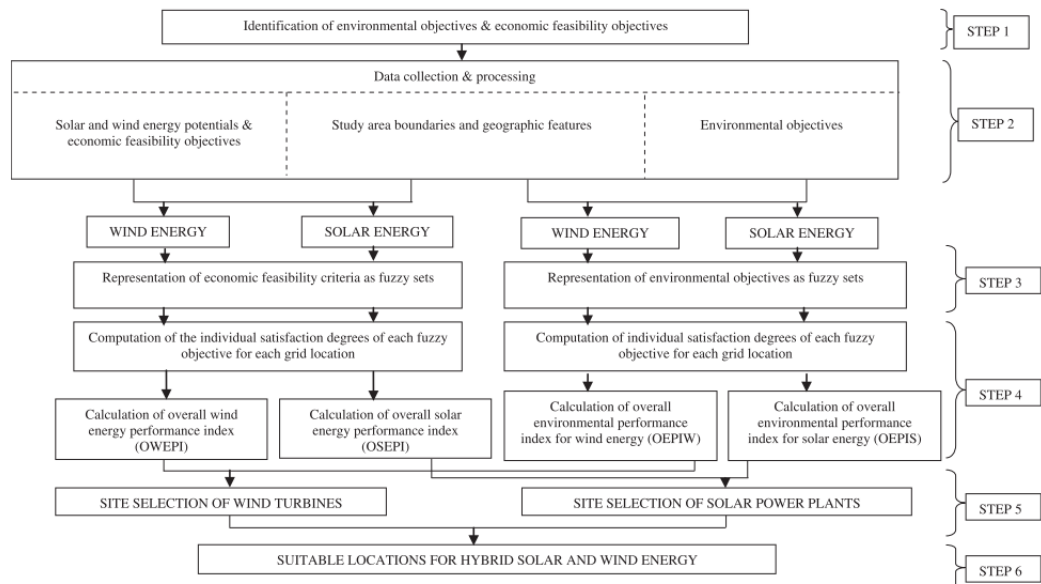 Identification of environmental objectives & economic feasibility objectives
STEP 1
Data collection & processing
Solar and wind energy potentials &
economic feasibility objectives
Study area boundaries and geographic features
Environmental objectives
STEP 2
WIND ENERGY
SOLAR ENERGY
WIND ENERGY
SOLAR ENERGY
Representation of economic feasibility criteria as fuzzy sets
Representation of environmental objectives as fuzzy sets
STEP 3
Computation of the individual satisfaction degrees of each fuzzy
objective for each grid location
Computation of individual satisfaction degrees of each fuzzy
objective for each grid location
Calculation of overall wind
energy performance index
(OWEPI)
Calculation of overall solar
energy performance index
(OSEPI)
Calculation of overall
environmental performance
index for wind energy (OEPIW)
Calculation of overall
environmental performance
index for solar energy (OEPIS)
STEP 4
SITE SELECTION OF WIND TURBINES
SITE SELECTION OF SOLAR POWER PLANTS
STEP 5
SUITABLE LOCATIONS FOR HYBRID SOLAR AND WIND ENERGY
STEP 6